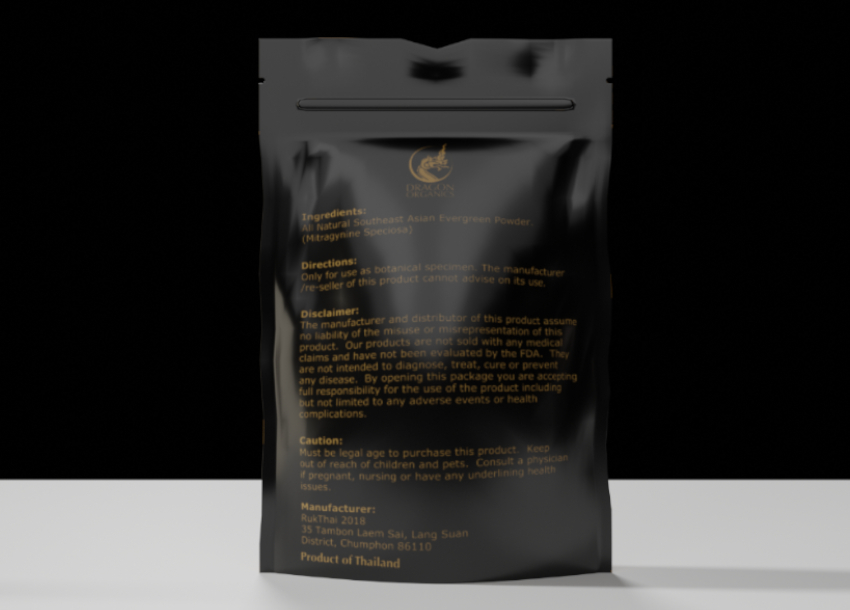 DRAGON
ORGANICS
Ingredients:
All Natural Southeast Asian Evergreen Powder.
(Mitragynine Speciosa)
Directions:
Only for use as botanical specimen. The manufacturer
/re-seller of this product cannot advise on its use.
Disclaimer:
The manufacturer and distributor of this product assume
no liability of the misuse or misrepresentation of this
product. Our products are not sold with any medical
claims and have not been evaluated by the FDA. They
are not intended to diagnose, treat, cure or prevent
any disease. By opening this package you are accepting
full responsibility for the use of the product including
but not limited to any adverse events or health
complications.
Caution:
Must be legal age to purchase this product. Keep
out of reach of children and pets. Consult a physician
if pregnant, nursing or have any underlining health
issues.
Manufacturer:
RukThai 2018
35 Tambon Laem Sai, Lang Suan
District, Chumphon 86110
Product of Thailand